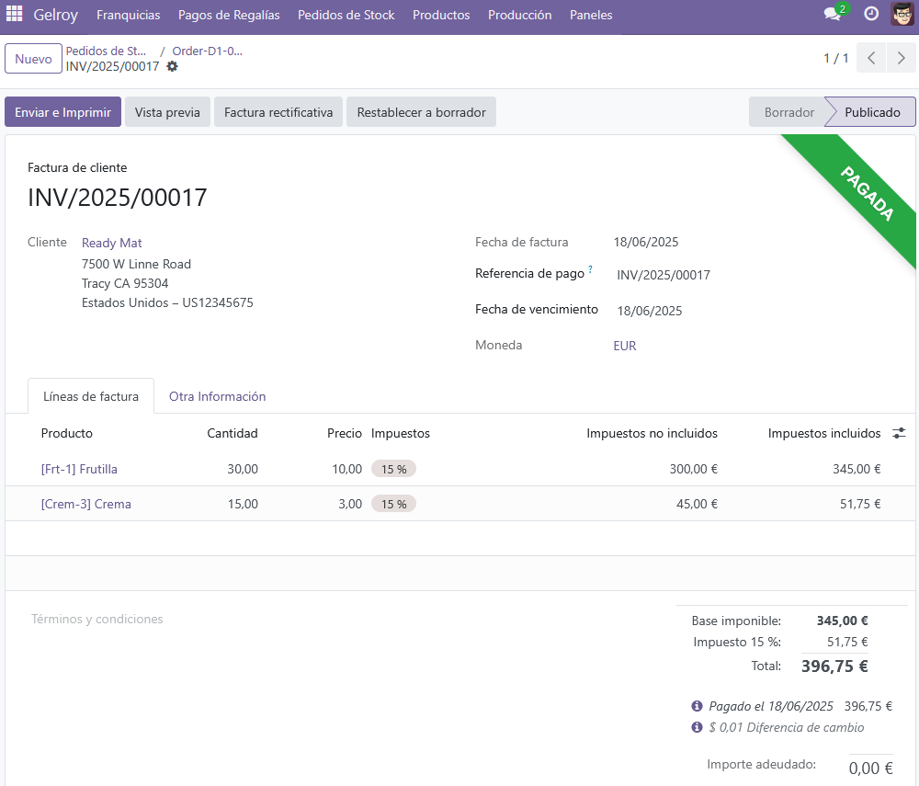 Gelroy Franquicias Pagos de Regalías Pedidos de Stock Productos Producción Paneles 2
Nuevo Pedidos de St... / Order-D1-0... 1 / 1
INV/2025/00017
Enviar e Imprimir Vista previa Factura rectificativa Restablecer a borrador Borrador Publicado
PAGADA
Factura de cliente
INV/2025/00017
Cliente Ready Mat Fecha de factura 18/06/2025
7500 W Linne Road
Tracy CA 95304 Referencia de pago ? INV/2025/00017
Estados Unidos – US12345675 Fecha de vencimiento 18/06/2025
Moneda EUR
Líneas de factura Otra Información
Producto Cantidad Precio Impuestos Impuestos no incluidos Impuestos incluidos
[Frt-1] Frutilla 30,00 10,00 15 % 300,00 € 345,00 €
[Crem-3] Crema 15,00 3,00 15 % 45,00 € 51,75 €
Términos y condiciones Base imponible: 345,00 €
Impuesto 15 %: 51,75 €
Total: 396,75 €
Pagado el 18/06/2025 396,75 €
$ 0,01 Diferencia de cambio
Importe adeudado: 0,00 €